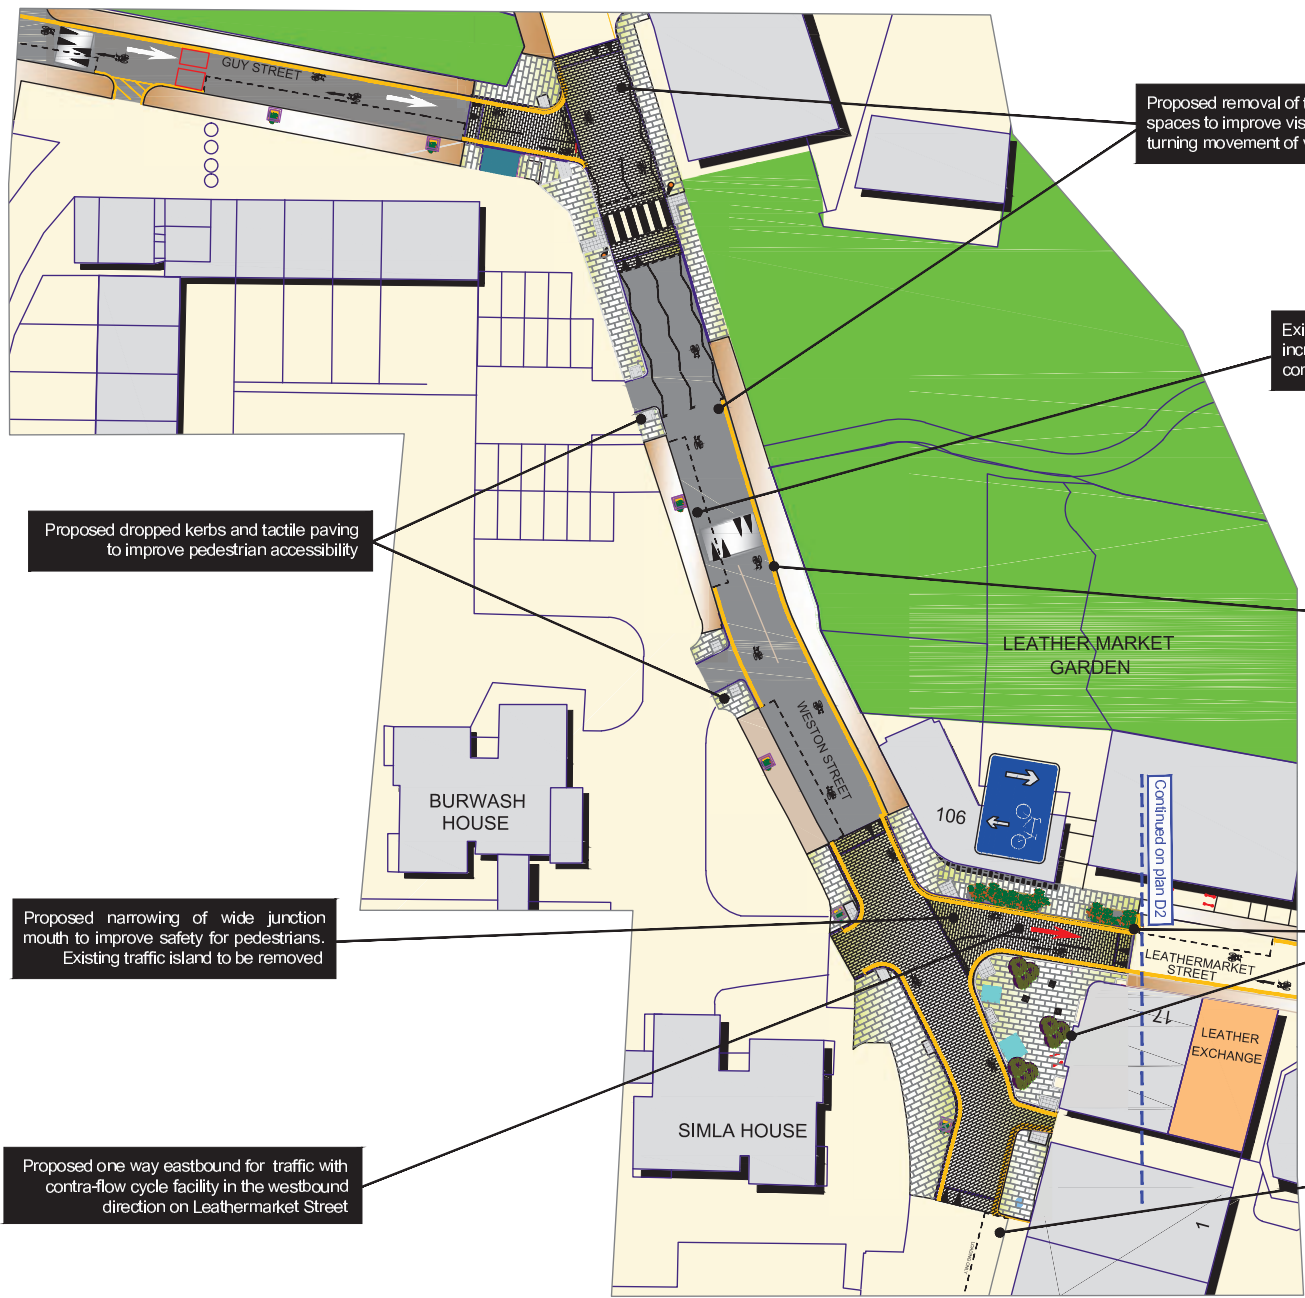 GUY STREET
Proposed removal of
spaces to improve
turning movement of
Proposed dropped kerbs and tactile paving
to improve pedestrian accessibility
LEATHER MARKET
GARDEN
WESTON STREET
BURWASH
HOUSE
106
Continued on plan D2
Proposed narrowing of wide junction
mouth to improve safety for pedestrians.
Existing traffic island to be removed
LEATHERMARKET
STREET
17
LEATHER
EXCHANGE
SIMLA HOUSE
Proposed one way eastbound for traffic with
contra-flow cycle facility in the westbound
direction on Leathermarket Street
1